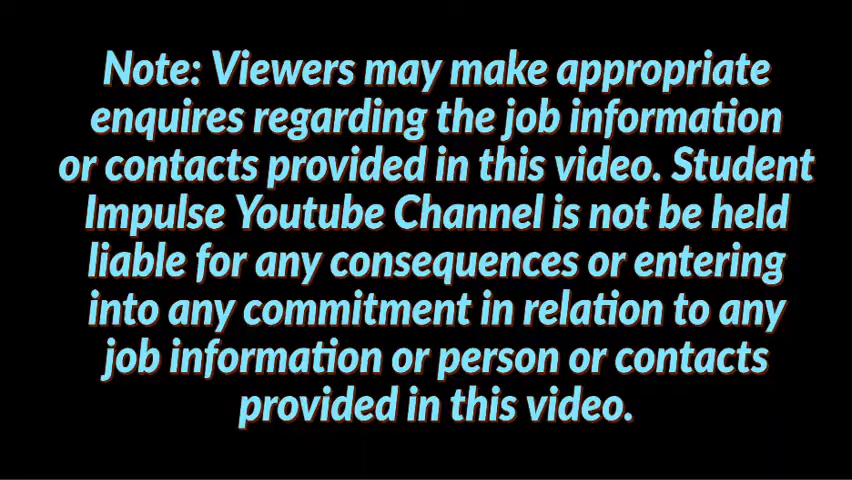 Note: Viewers may make appropriate
enquires regarding the job information
or contacts provided in this video. Student
Impulse Youtube Channel is not be held
liable for any consequences or entering
into any commitment in relation to any
job information or person or contacts
provided in this video.